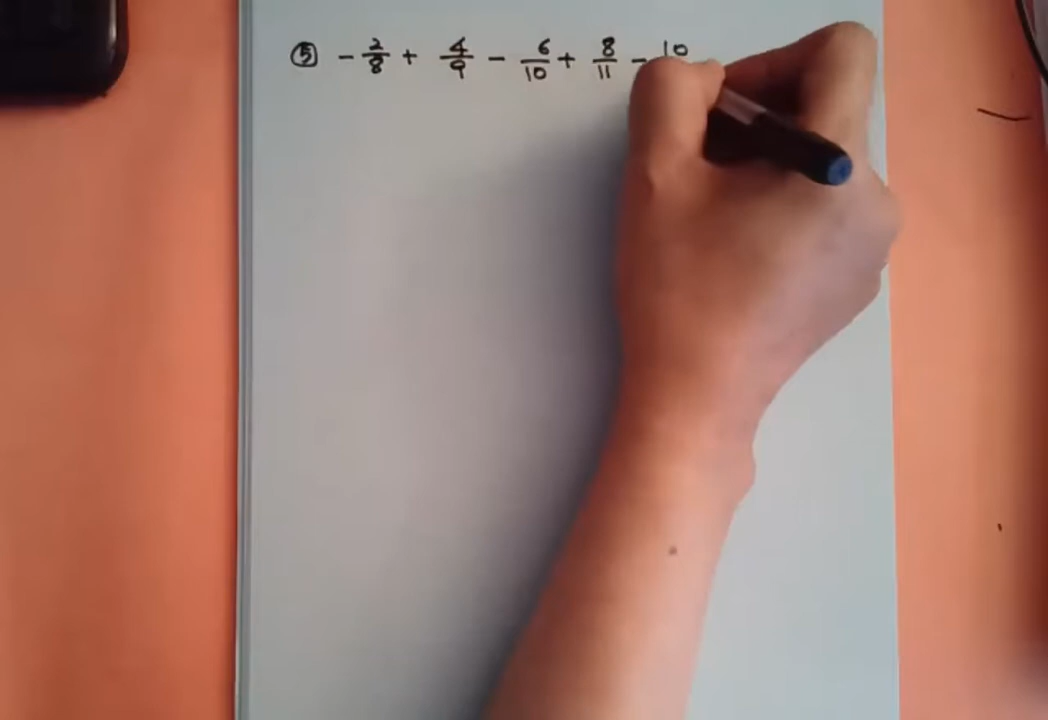 ⑤ - 2/8 + 4/9 - 6/10 + 8/11 - 10